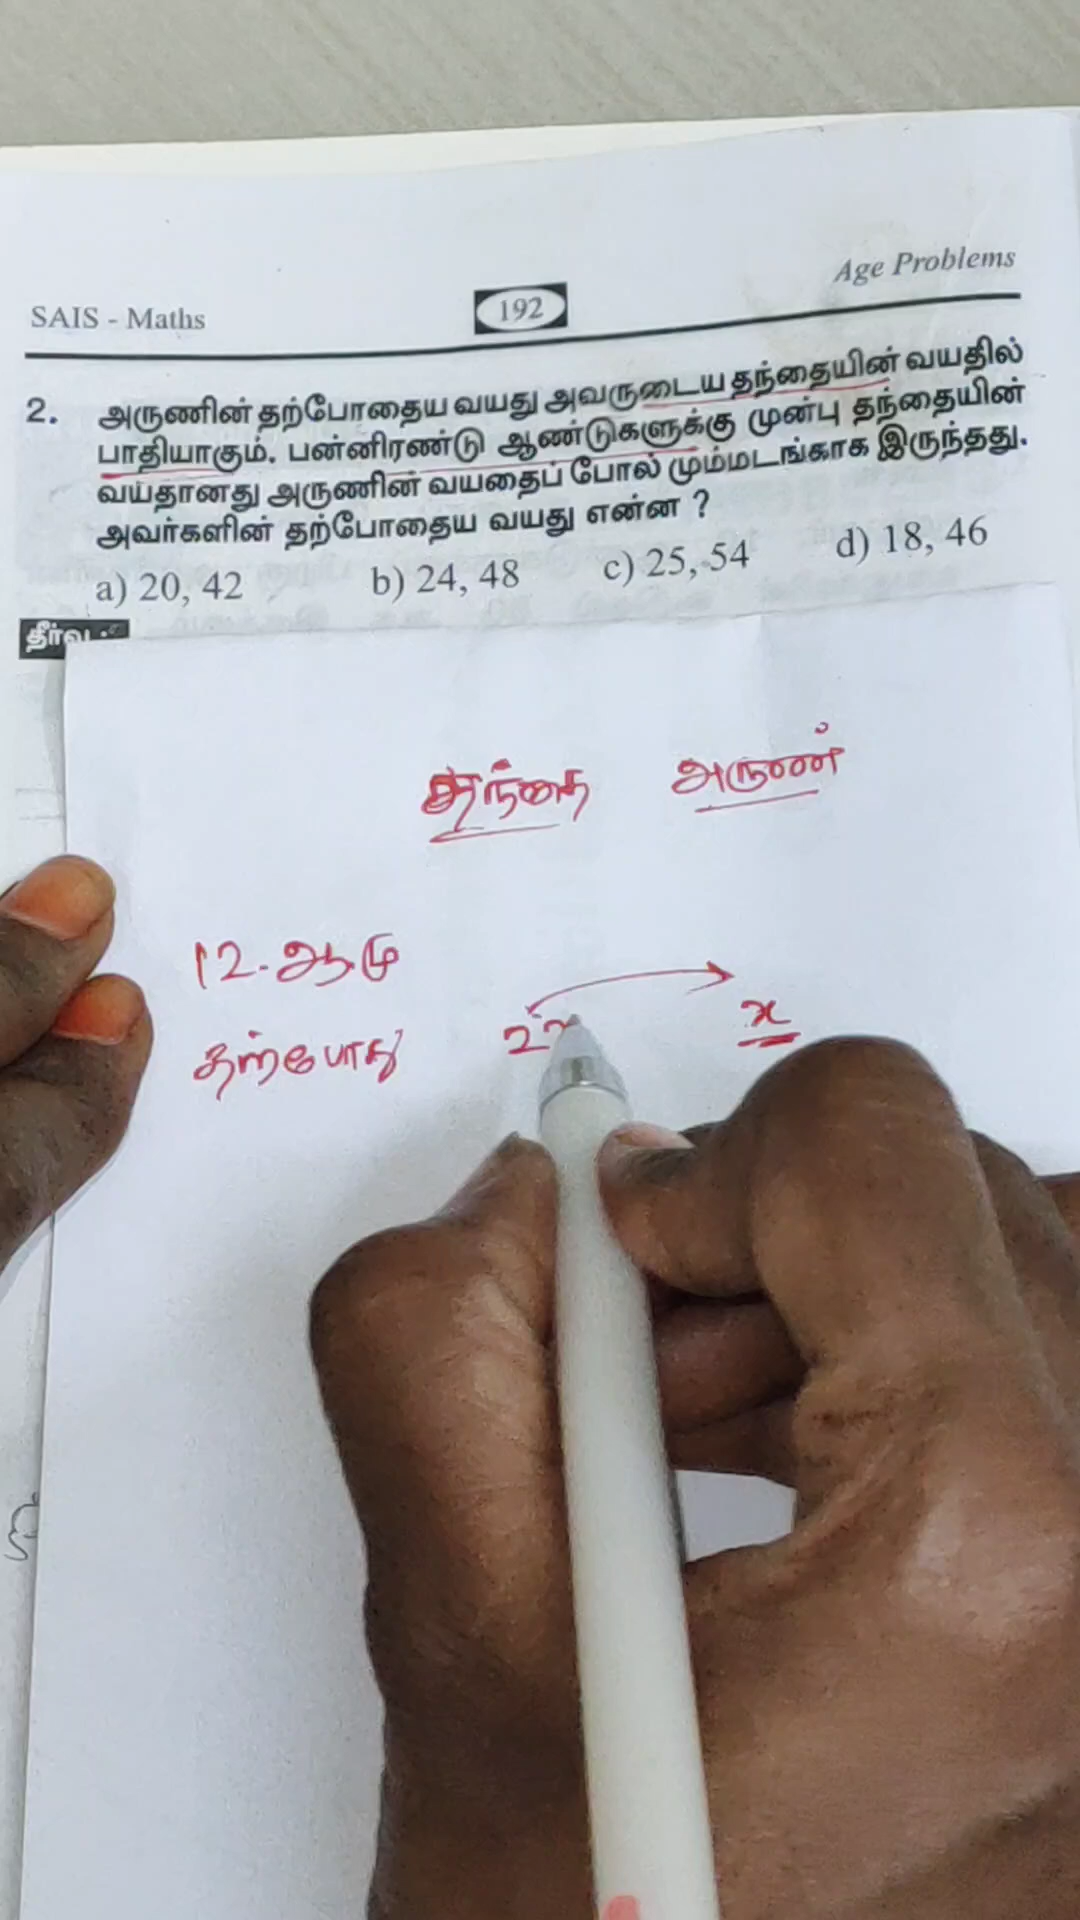 Age Problems
SAIS - Maths
192
2. அருணின் தற்போதைய வயது அவருடைய தந்தையின் வயதில்
பாதியாகும். பன்னிரண்டு ஆண்டுகளுக்கு முன்பு தந்தையின்
வயதானது அருணின் வயதைப் போல் மும்மடங்காக இருந்தது.
அவர்களின் தற்போதைய வயது என்ன ?
a) 20, 42 b) 24, 48 c) 25, 54 d) 18, 46
தீர்வு :
தந்தை அருண்
12-ஆ.மு
தற்போது 2x x